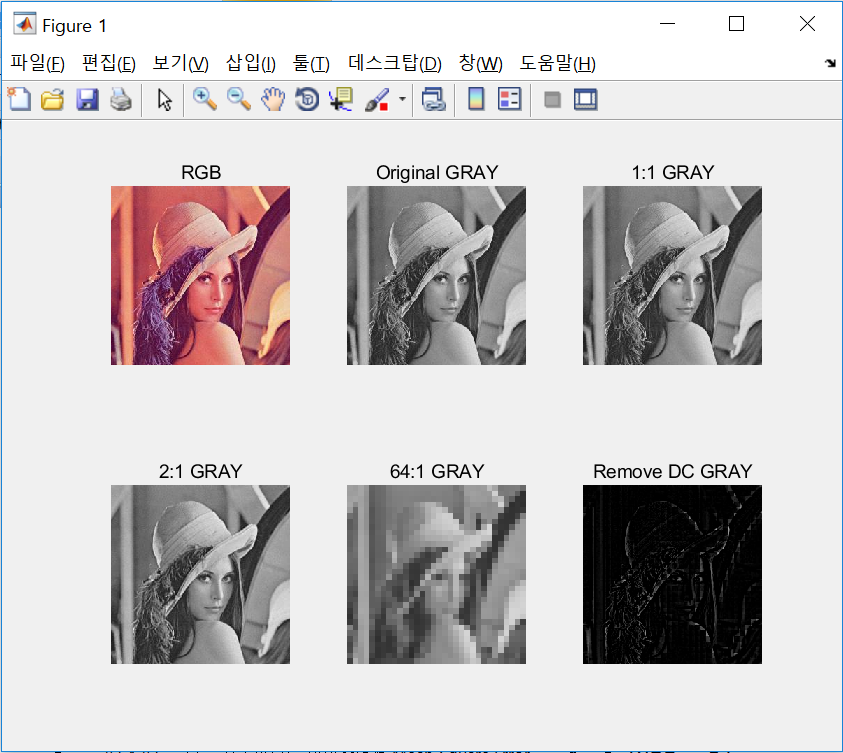 Figure 1
파일(F) 편집(E) 보기(V) 삽입(I) 툴(T) 데스크탑(D) 창(W) 도움말(H)
RGB Original GRAY 1:1 GRAY
2:1 GRAY 64:1 GRAY Remove DC GRAY